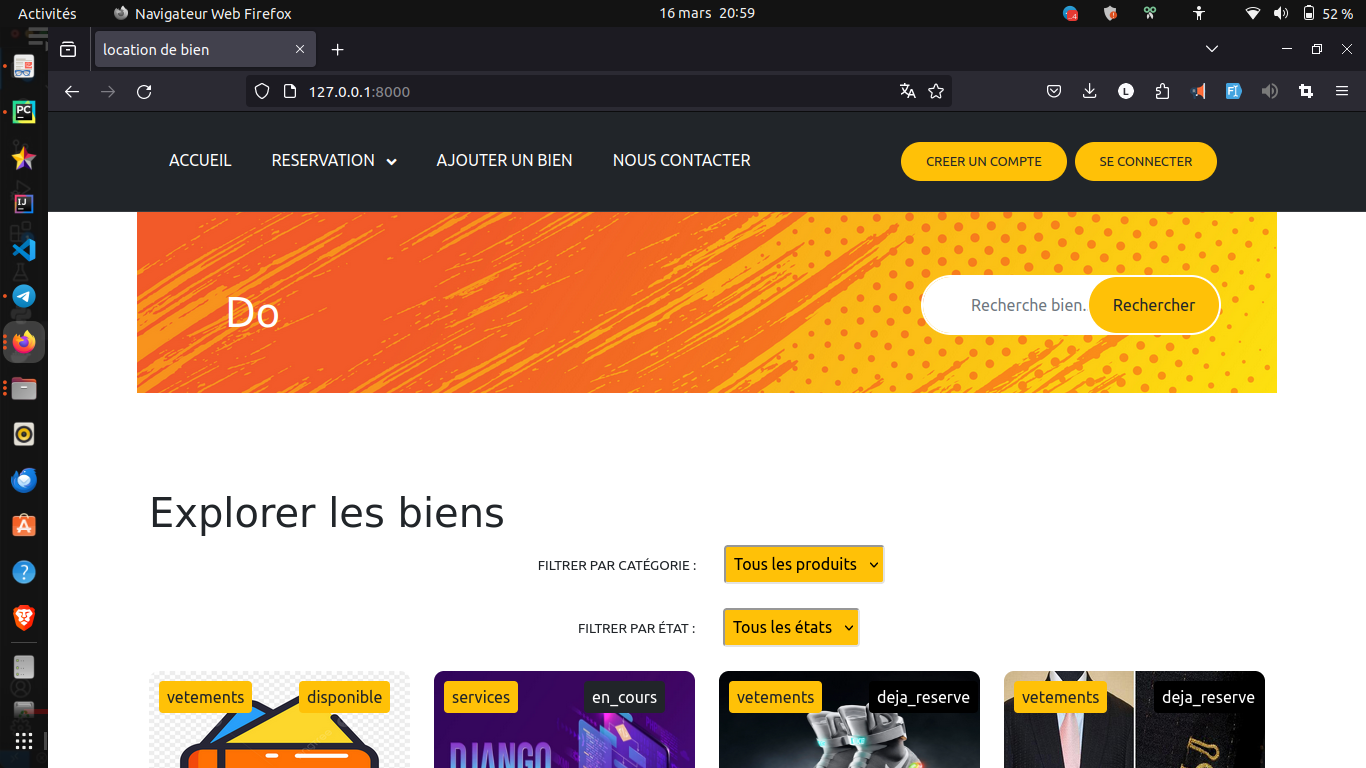 Activités Navigateur Web Firefox 16 mars 20:59 52 %
location de bien
127.0.0.1:8000
ACCUEIL RESERVATION AJOUTER UN BIEN NOUS CONTACTER CREER UN COMPTE SE CONNECTER
Do Recherche bien. Rechercher
Explorer les biens
FILTRER PAR CATÉGORIE : Tous les produits
FILTRER PAR ÉTAT : Tous les états
vetements disponible services en_cours vetements deja_reserve vetements deja_reserve
DJANGO